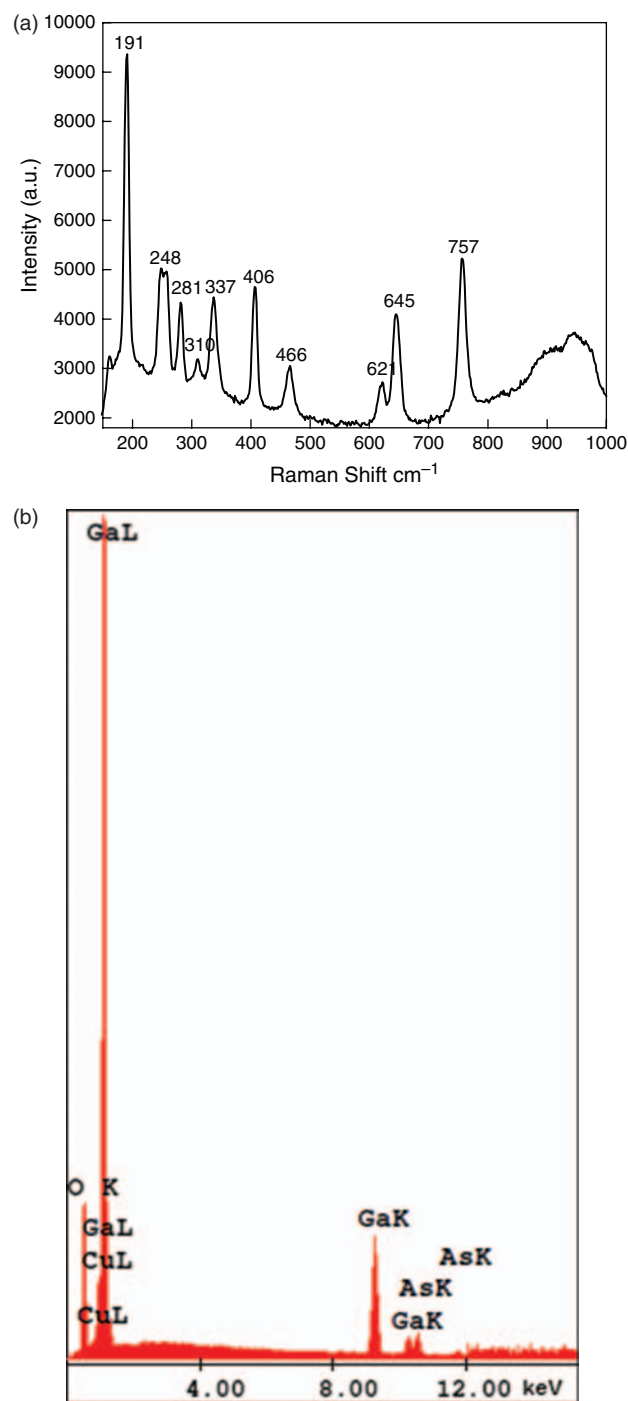 (a)
10000
9000
8000
7000
6000
5000
4000
3000
2000
Intensity (a.u.)
191
248
281
310
337
406
466
621
645
757
200 300 400 500 600 700 800 900 1000
Raman Shift cm⁻¹
(b)
GaL
O K
GaL
CuL
CuL
GaK
AsK
AsK
GaK
4.00 8.00 12.00 keV